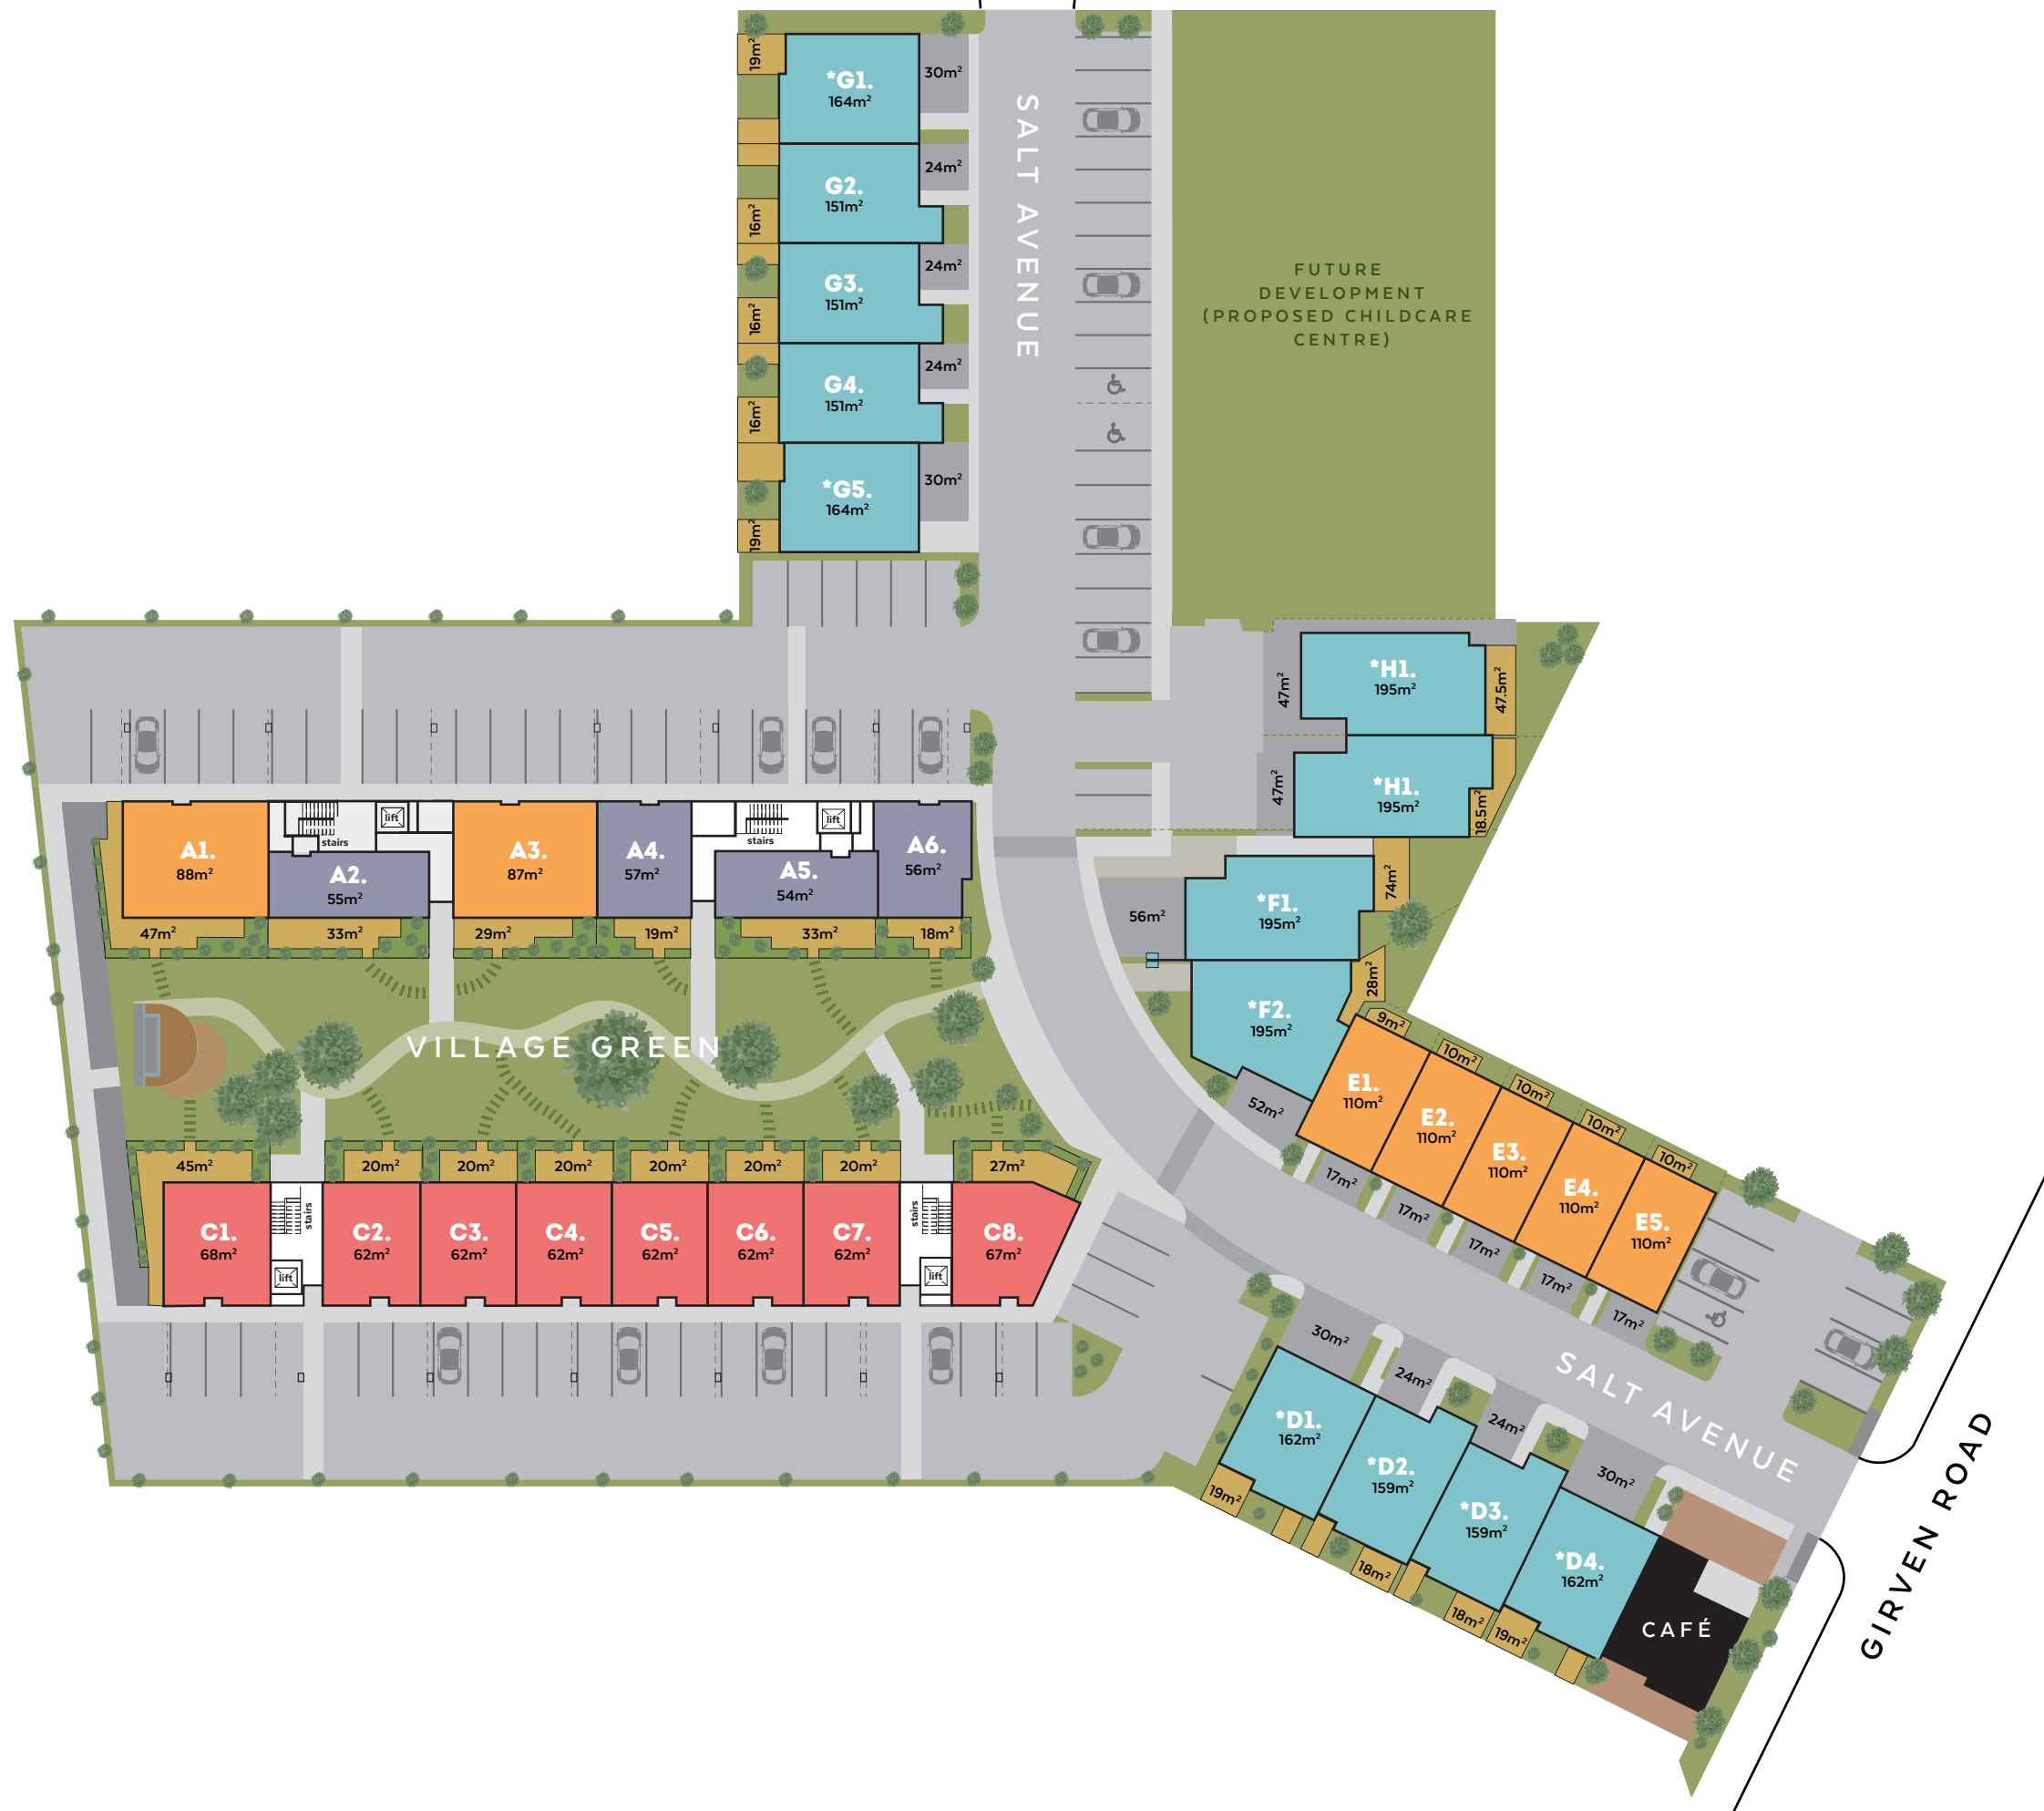 19m²
*G1.
164m²
30m²
G2.
151m²
24m²
16m²
G3.
151m²
24m²
16m²
G4.
151m²
24m²
16m²
*G5.
164m²
30m²
19m²
SALT AVENUE
FUTURE
DEVELOPMENT
(PROPOSED CHILDCARE
CENTRE)
*H1.
195m²
47m²
47.5m²
*H1.
195m²
47m²
18.5m²
*F1.
195m²
56m²
74m²
*F2.
195m²
28m²
52m²
A1.
88m²
47m²
stairs
lift
A2.
55m²
33m²
A3.
87m²
29m²
A4.
57m²
19m²
stairs
lift
A5.
54m²
33m²
A6.
56m²
18m²
VILLAGE GREEN
45m²
20m²
20m²
20m²
20m²
20m²
20m²
27m²
C1.
68m²
stairs
lift
C2.
62m²
C3.
62m²
C4.
62m²
C5.
62m²
C6.
62m²
C7.
62m²
stairs
lift
C8.
67m²
9m²
10m²
10m²
10m²
10m²
E1.
110m²
E2.
110m²
E3.
110m²
E4.
110m²
E5.
110m²
17m²
17m²
17m²
17m²
17m²
SALT AVENUE
30m²
24m²
24m²
30m²
*D1.
162m²
*D2.
159m²
*D3.
159m²
*D4.
162m²
19m²
18m²
18m²
19m²
CAFÉ
GIRVEN ROAD